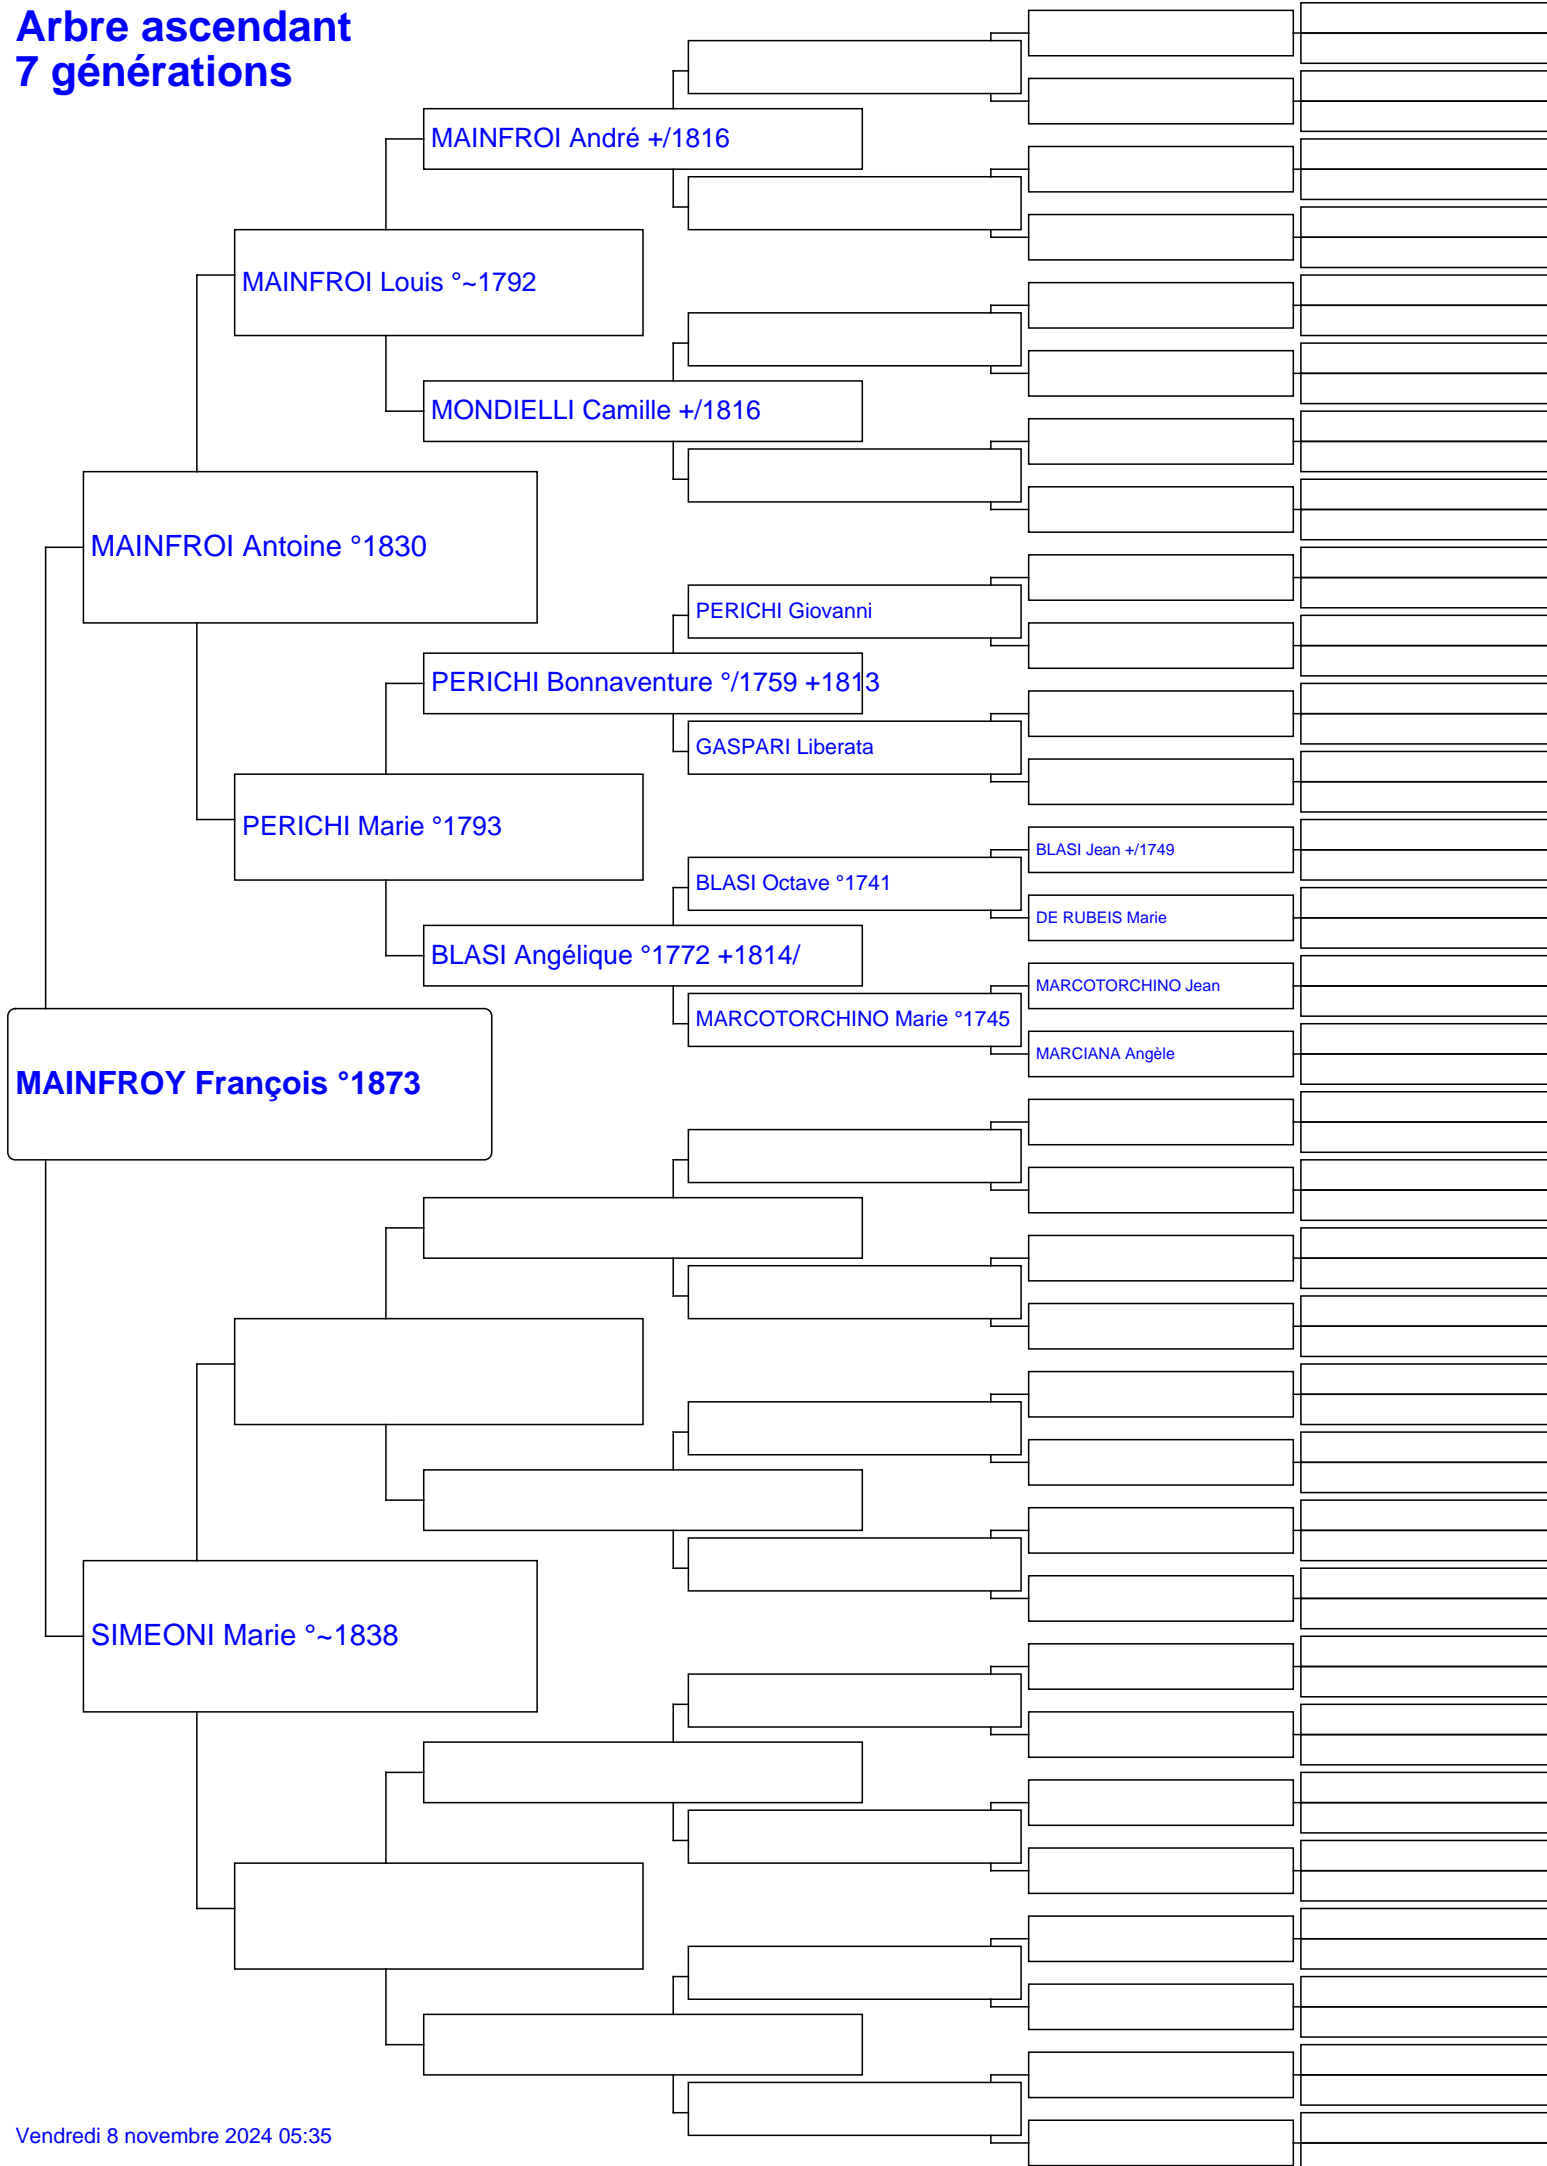 Arbre ascendant
7 générations
MAINFROI André +/1816
MAINFROI Louis °~1792
MONDIELLI Camille +/1816
MAINFROI Antoine °1830
PERICHI Giovanni
PERICHI Bonnaventure °/1759 +1813
GASPARI Liberata
PERICHI Marie °1793
BLASI Jean +/1749
BLASI Octave °1741
DE RUBEIS Marie
BLASI Angélique °1772 +1814/
MARCOTORCHINO Jean
MARCOTORCHINO Marie °1745
MARCIANA Angèle
MAINFROY François °1873
SIMEONI Marie °~1838
Vendredi 8 novembre 2024 05:35